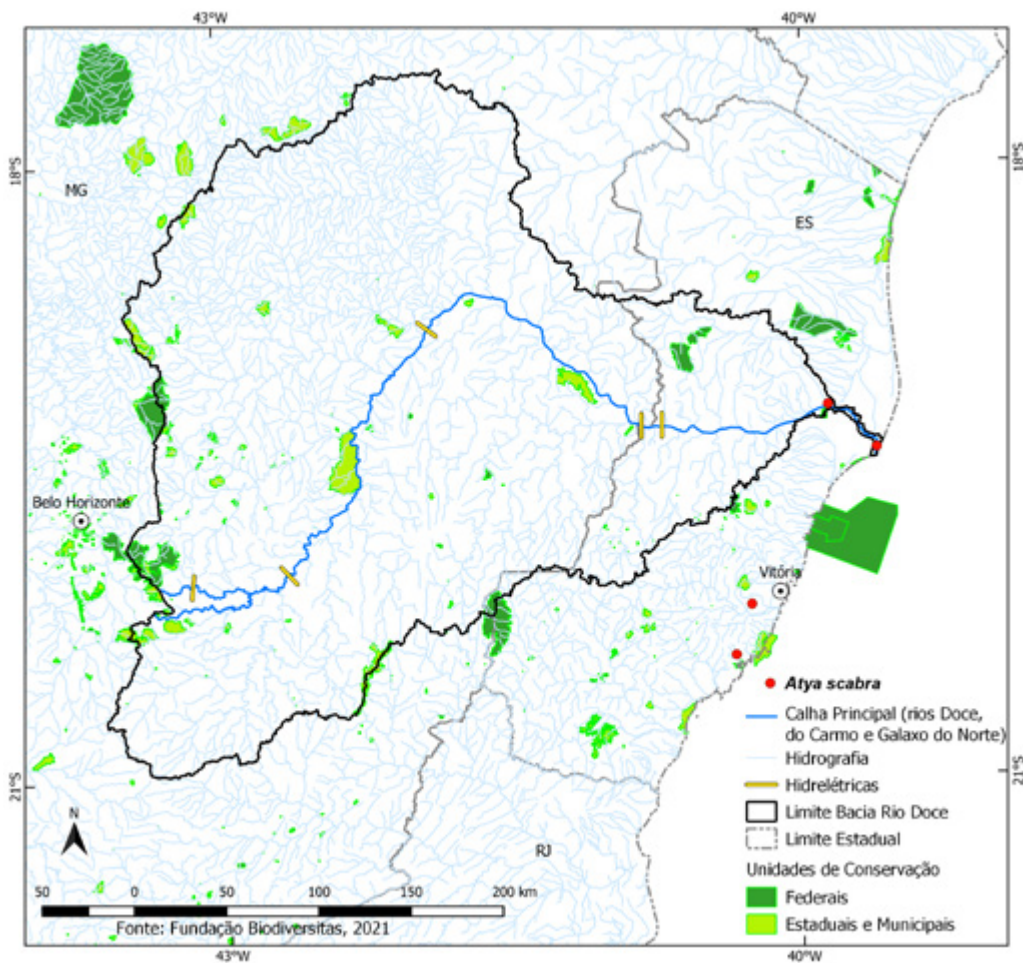 43°W
40°W
18°S
18°S
MG
ES
Belo Horizonte
Vitória
Atya scabra
Calha Principal (rios Doce,
do Carmo e Galaxo do Norte)
Hidrografia
Hidrelétricas
Limite Bacia Rio Doce
Limite Estadual
Unidades de Conservação
Federais
Estaduais e Municipais
21°S
21°S
N
RJ
50 0 50 100 150 200 km
Fonte: Fundação Biodiversitas, 2021
43°W
40°W